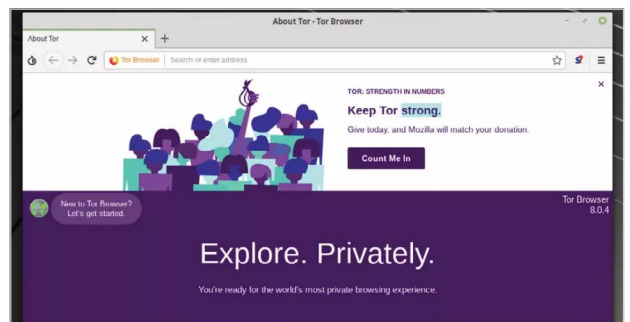 About Tor - Tor Browser
About Tor
Tor Browser
Search or enter address
TOR: STRENGTH IN NUMBERS
Keep Tor strong.
Give today, and Mozilla will match your donation.
Count Me In
New to Tor Browser?
Let's get started.
Tor Browser
8.0.4
Explore. Privately.
You're ready for the world's most private browsing experience.